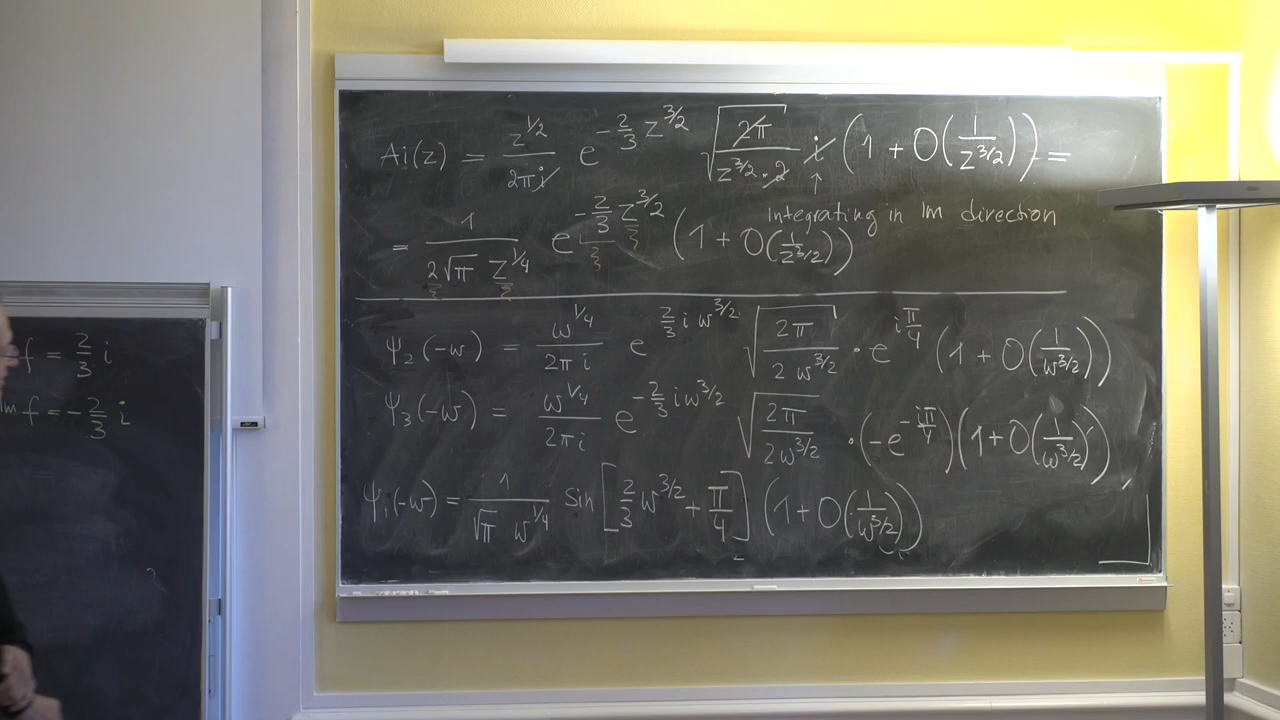 Ai(z) = z^{1/2} / 2πi e^{-2/3 z^{3/2}} √(2π / z^{3/2}·2) i (1 + O(1/z^{3/2})) =
↑
Integrating in Im direction
= 1 / 2√π z^{1/4} e^{-2/3 z^{3/2}} (1 + O(1/z^{3/2}))
ψ₂(-w) = w^{1/4} / 2πi e^{2/3 i w^{3/2}} √(2π / 2 w^{3/2}) · e^{iπ/4} (1 + O(1/w^{3/2}))
ψ₃(-w) = w^{1/4} / 2πi e^{-2/3 i w^{3/2}} √(2π / 2w^{3/2}) · (-e^{-iπ/4}) (1 + O(1/w^{3/2}))
ψ₁(-w) = 1 / √π w^{1/4} Sin [2/3 w^{3/2} + π/4] (1 + O(1/w^{3/2}))
f = 2/3 i
Im f = -2/3 i